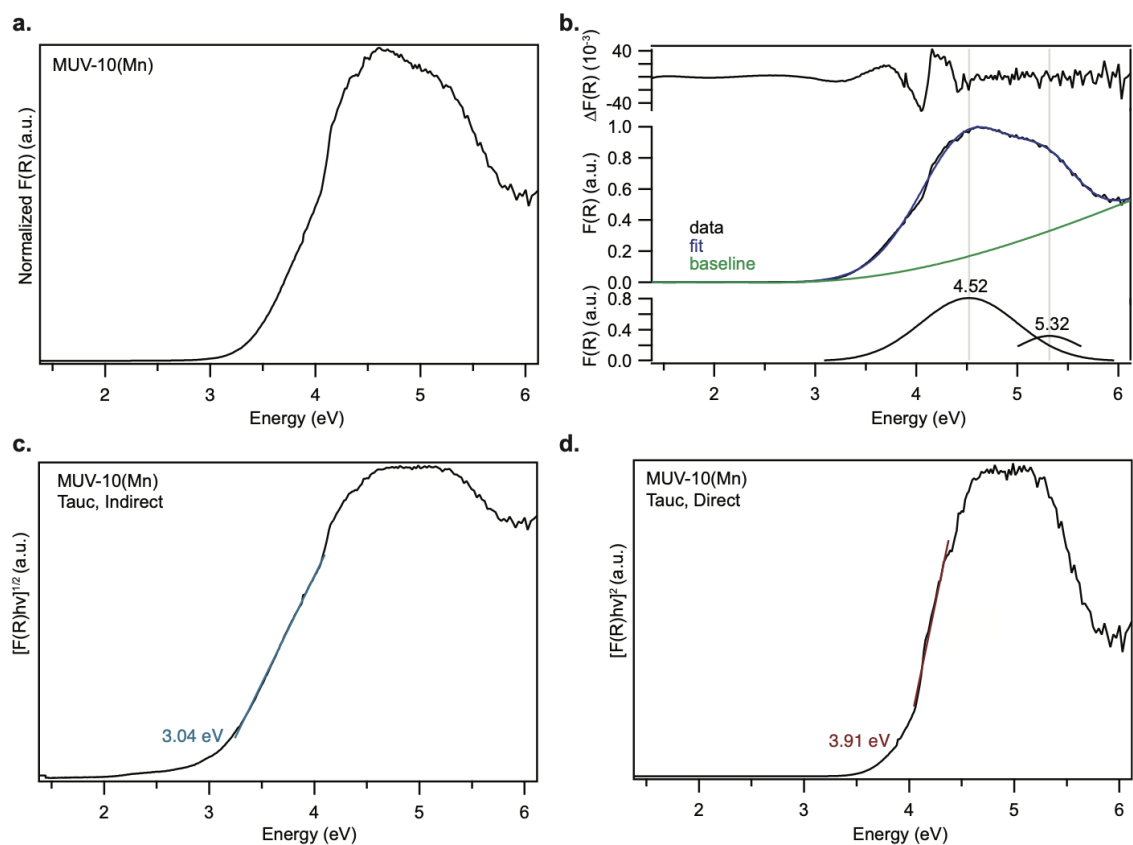 a.
MUV-10(Mn)
Normalized F(R) (a.u.)
2 3 4 5 6
Energy (eV)
b.
ΔF(R) (10⁻³)
40
-40
F(R) (a.u.)
1.0
0.8
0.6
0.4
0.2
0.0
data
fit
baseline
F(R) (a.u.)
0.8
0.4
0.0
4.52
5.32
2 3 4 5 6
Energy (eV)
c.
MUV-10(Mn)
Tauc, Indirect
[F(R)hv]¹/² (a.u.)
3.04 eV
2 3 4 5 6
Energy (eV)
d.
MUV-10(Mn)
Tauc, Direct
[F(R)hv]² (a.u.)
3.91 eV
2 3 4 5 6
Energy (eV)